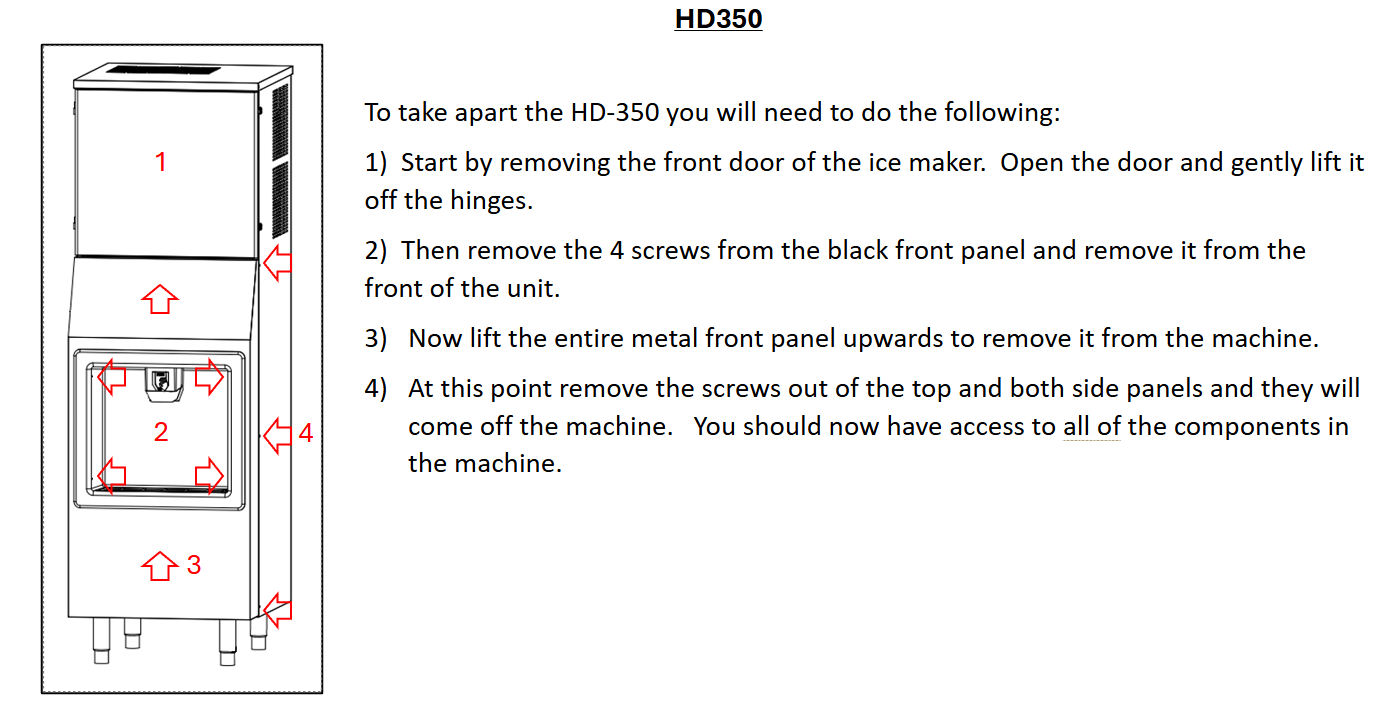 HD350
To take apart the HD-350 you will need to do the following:
1) Start by removing the front door of the ice maker. Open the door and gently lift it
off the hinges.
2) Then remove the 4 screws from the black front panel and remove it from the
front of the unit.
3) Now lift the entire metal front panel upwards to remove it from the machine.
4) At this point remove the screws out of the top and both side panels and they will
come off the machine. You should now have access to all of the components in
the machine.
1
2
4
3